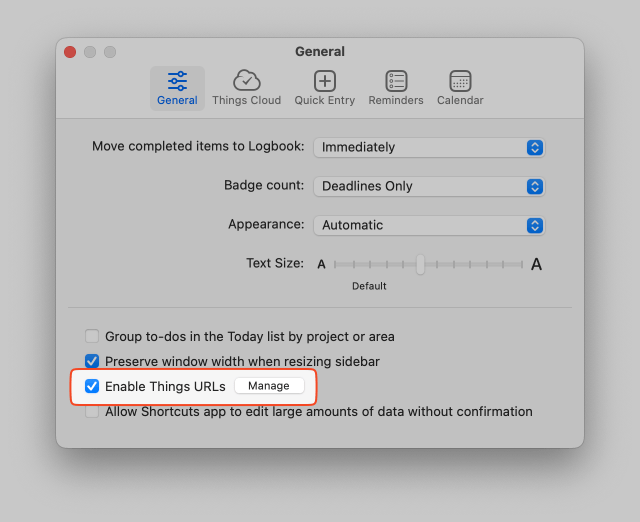 General
General Things Cloud Quick Entry Reminders Calendar
Move completed items to Logbook: Immediately
Badge count: Deadlines Only
Appearance: Automatic
Text Size: A A
Default
Group to-dos in the Today list by project or area
Preserve window width when resizing sidebar
Enable Things URLs Manage
Allow Shortcuts app to edit large amounts of data without confirmation